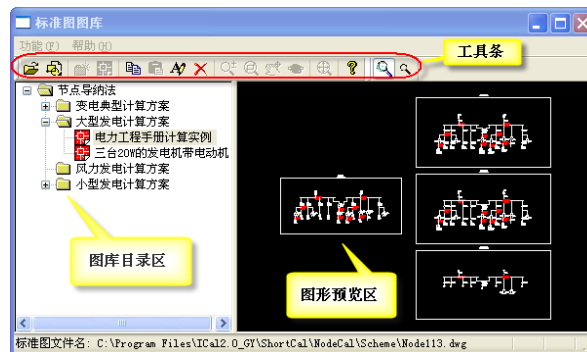 标准图图库
功能(F) 帮助(H)
工具条
节点导纳法
变电典型计算方案
大型发电计算方案
电力工程手册计算实例
三台20W的发电机带电动机
风力发电计算方案
小型发电计算方案
图库目录区
图形预览区
标准图文件名: C:\Program Files\ICal2.0_GY\ShortCal\NodeCal\Scheme\Node113.dwg